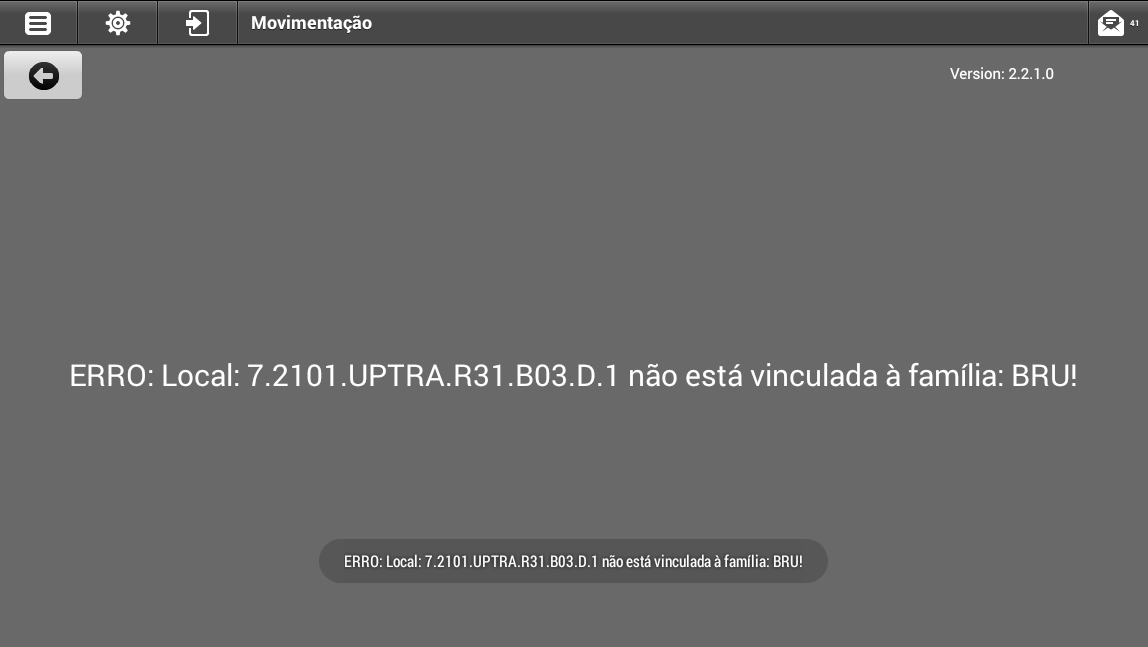 Movimentação
41
Version: 2.2.1.0
ERRO: Local: 7.2101.UPTRA.R31.B03.D.1 não está vinculada à família: BRU!
ERRO: Local: 7.2101.UPTRA.R31.B03.D.1 não está vinculada à família: BRU!